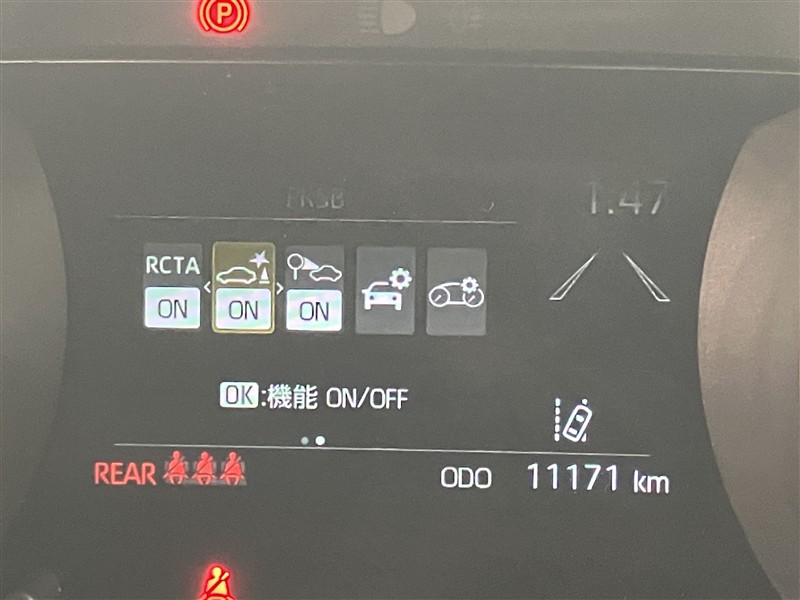 P
PKSB
1:47
RCTA
ON
ON
ON
OK:機能 ON/OFF
REAR
ODO 11171 km